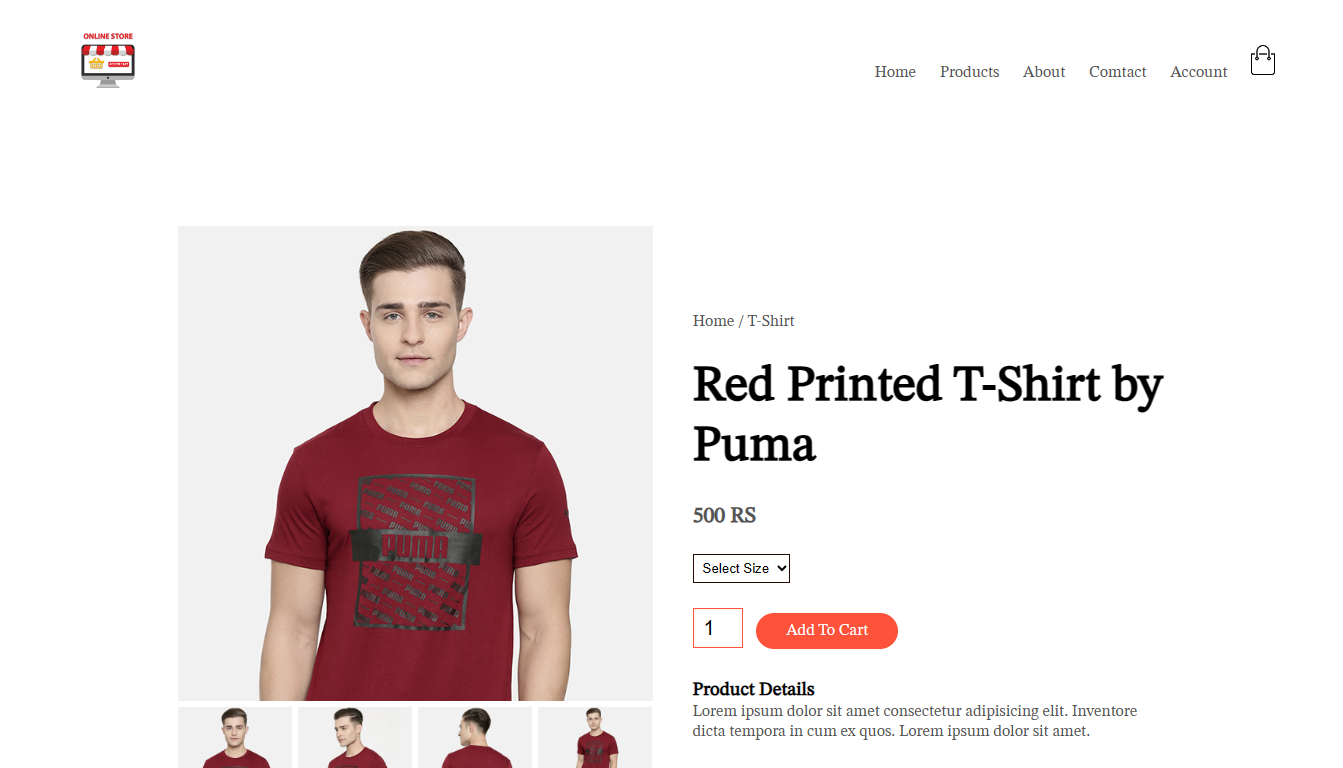 ONLINE STORE
Home Products About Comtact Account
Home / T-Shirt
Red Printed T-Shirt by
Puma
500 RS
Select Size
1
Add To Cart
PUMA
Product Details
Lorem ipsum dolor sit amet consectetur adipisicing elit. Inventore
dicta tempora in cum ex quos. Lorem ipsum dolor sit amet.